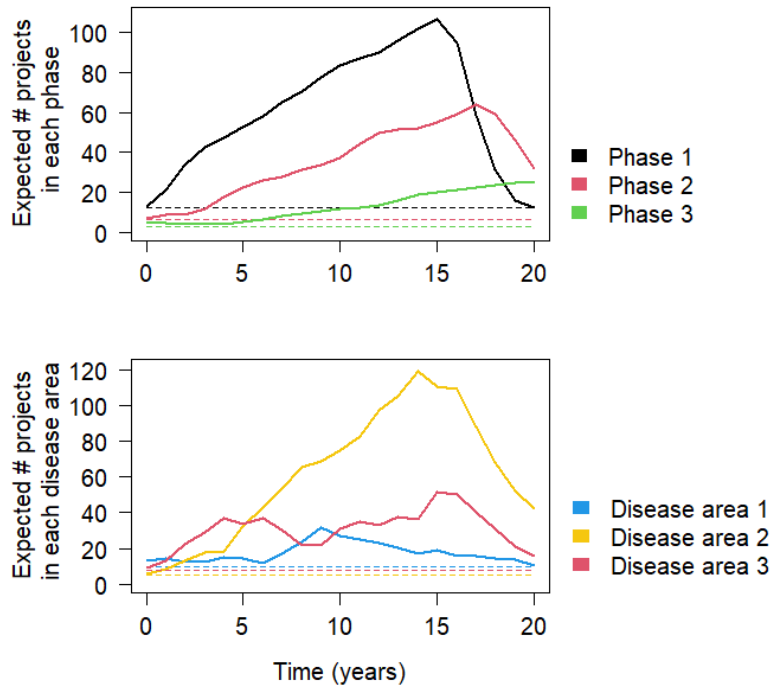 Expected # projects
in each phase
100
80
60
40
20
0
0 5 10 15 20
Phase 1
Phase 2
Phase 3
Expected # projects
in each disease area
120
100
80
60
40
20
0
0 5 10 15 20
Time (years)
Disease area 1
Disease area 2
Disease area 3